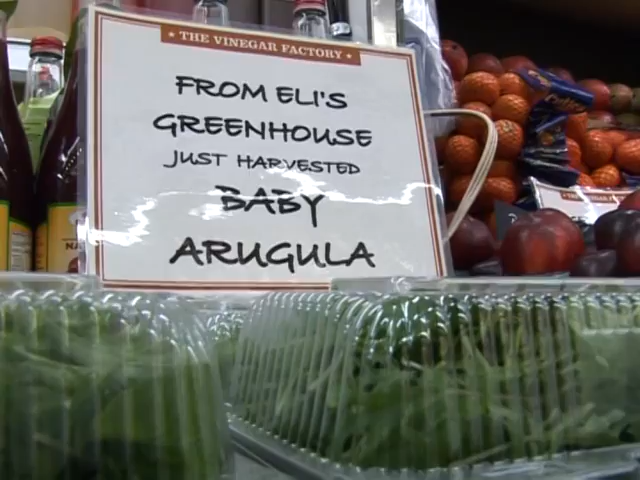 THE VINEGAR FACTORY
FROM ELI'S
GREENHOUSE
JUST HARVESTED
BABY
ARUGULA